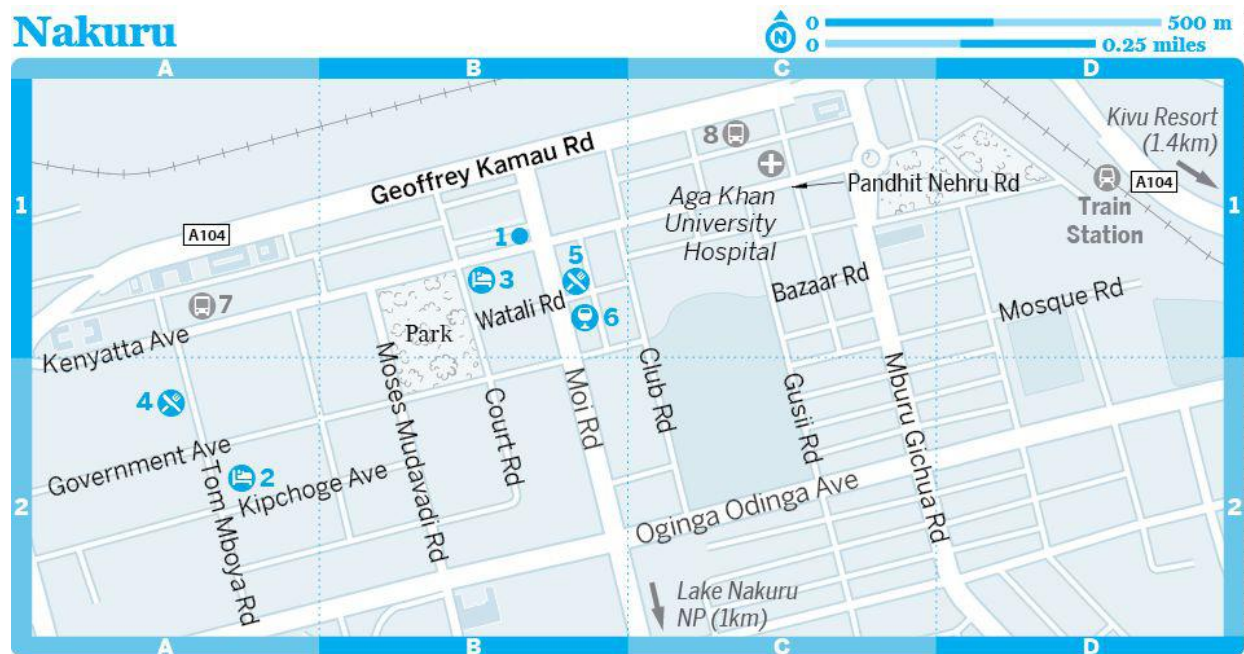 Nakuru
N
0 500 m
0 0.25 miles
A B C D
1
1
Kivu Resort
(1.4km)
Geoffrey Kamau Rd
8
Pandhit Nehru Rd
A104
Aga Khan
University
Hospital
Train
Station
A104
1
5
3
Bazaar Rd
7
Watali Rd
6
Mosque Rd
Park
Kenyatta Ave
Moses Mudavadi Rd
Court Rd
Moi Rd
Club Rd
Gusii Rd
Mburu Gichua Rd
4
Government Ave
2
Tom Mboya Rd
Kipchoge Ave
Oginga Odinga Ave
2
2
Lake Nakuru
NP (1km)
A B C D